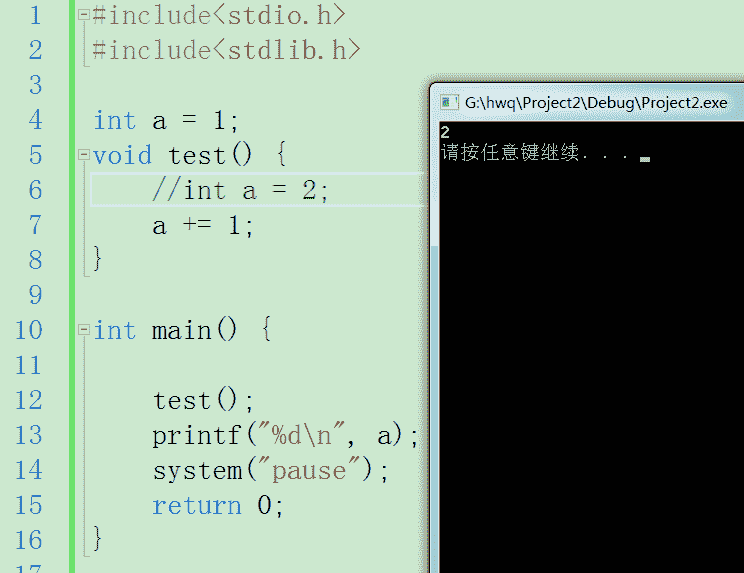 1 #include<stdio.h>
2 #include<stdlib.h>
3
4 int a = 1;
5 void test() {
6 //int a = 2;
7 a += 1;
8 }
9
10 int main() {
11
12 test();
13 printf("%d\n", a);
14 system("pause");
15 return 0;
16 }
17
G:\hwq\Project2\Debug\Project2.exe
2
请按任意键继续. . .